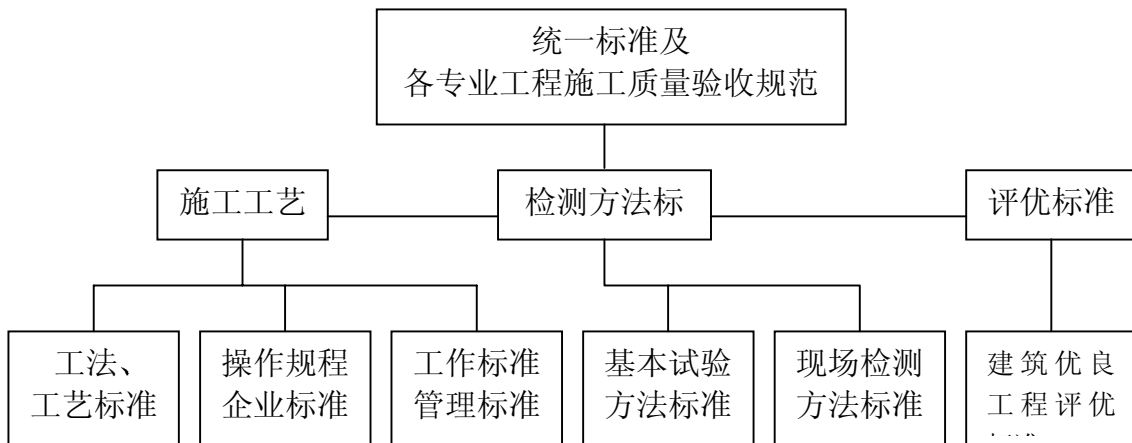 统一标准及
各专业工程施工质量验收规范
施工工艺
检测方法标
评优标准
工法、
工艺标准
操作规程
企业标准
工作标准
管理标准
基本试验
方法标准
现场检测
方法标准
建筑优良
工程评优